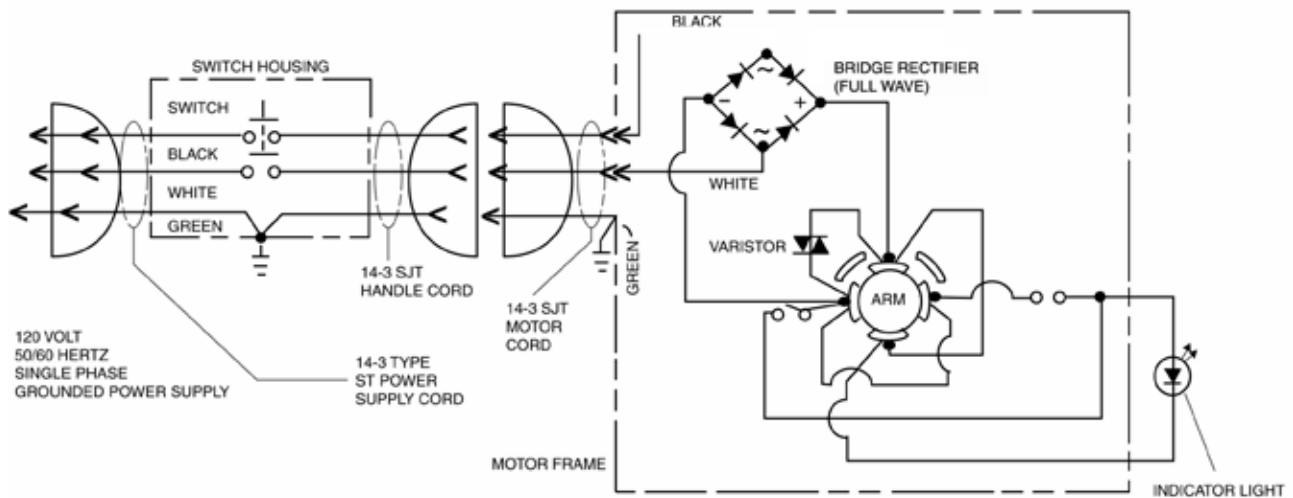 BLACK
SWITCH HOUSING
BRIDGE RECTIFIER
(FULL WAVE)
SWITCH
~
- +
~
BLACK
WHITE
WHITE
GREEN
VARISTOR
GREEN
14-3 SJT
HANDLE CORD
ARM
14-3 SJT
MOTOR
CORD
120 VOLT
50/60 HERTZ
SINGLE PHASE
GROUNDED POWER SUPPLY
14-3 TYPE
ST POWER
SUPPLY CORD
MOTOR FRAME
INDICATOR LIGHT